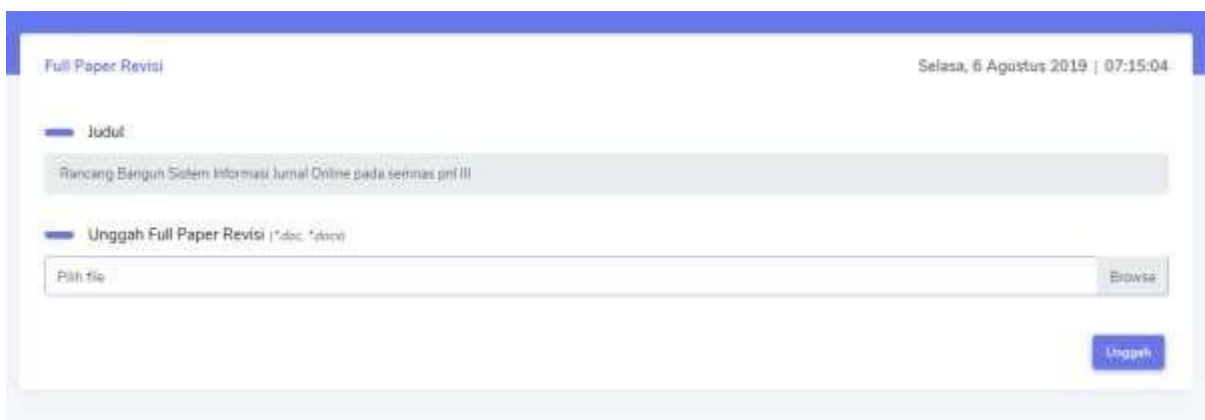 Full Paper Revisi
Selasa, 6 Agustus 2019 | 07:15:04
Judul
Rancang Bangun Sistem Informasi Jurnal Online pada semnas pnl III
Unggah Full Paper Revisi (*.doc, *.docx)
Pilih file
Browse
Unggah